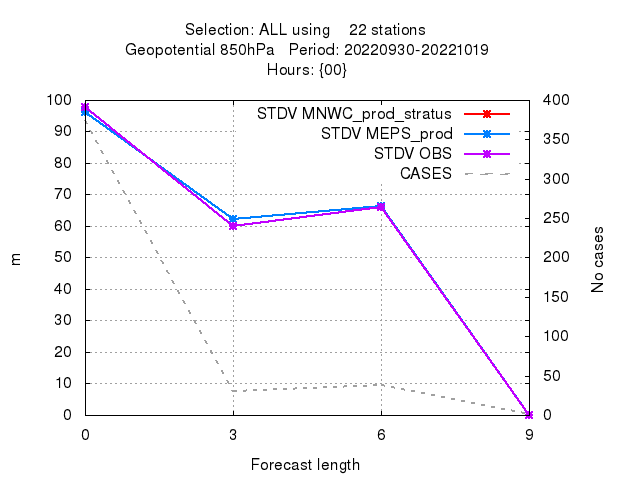 Selection: ALL using 22 stations
Geopotential 850hPa Period: 20220930-20221019
Hours: {00}
STDV MNWC_prod_stratus
STDV MEPS_prod
STDV OBS
CASES
100
90
80
70
60
50
40
30
20
10
0
400
350
300
250
200
150
100
50
0
m
No cases
0
3
6
9
Forecast length